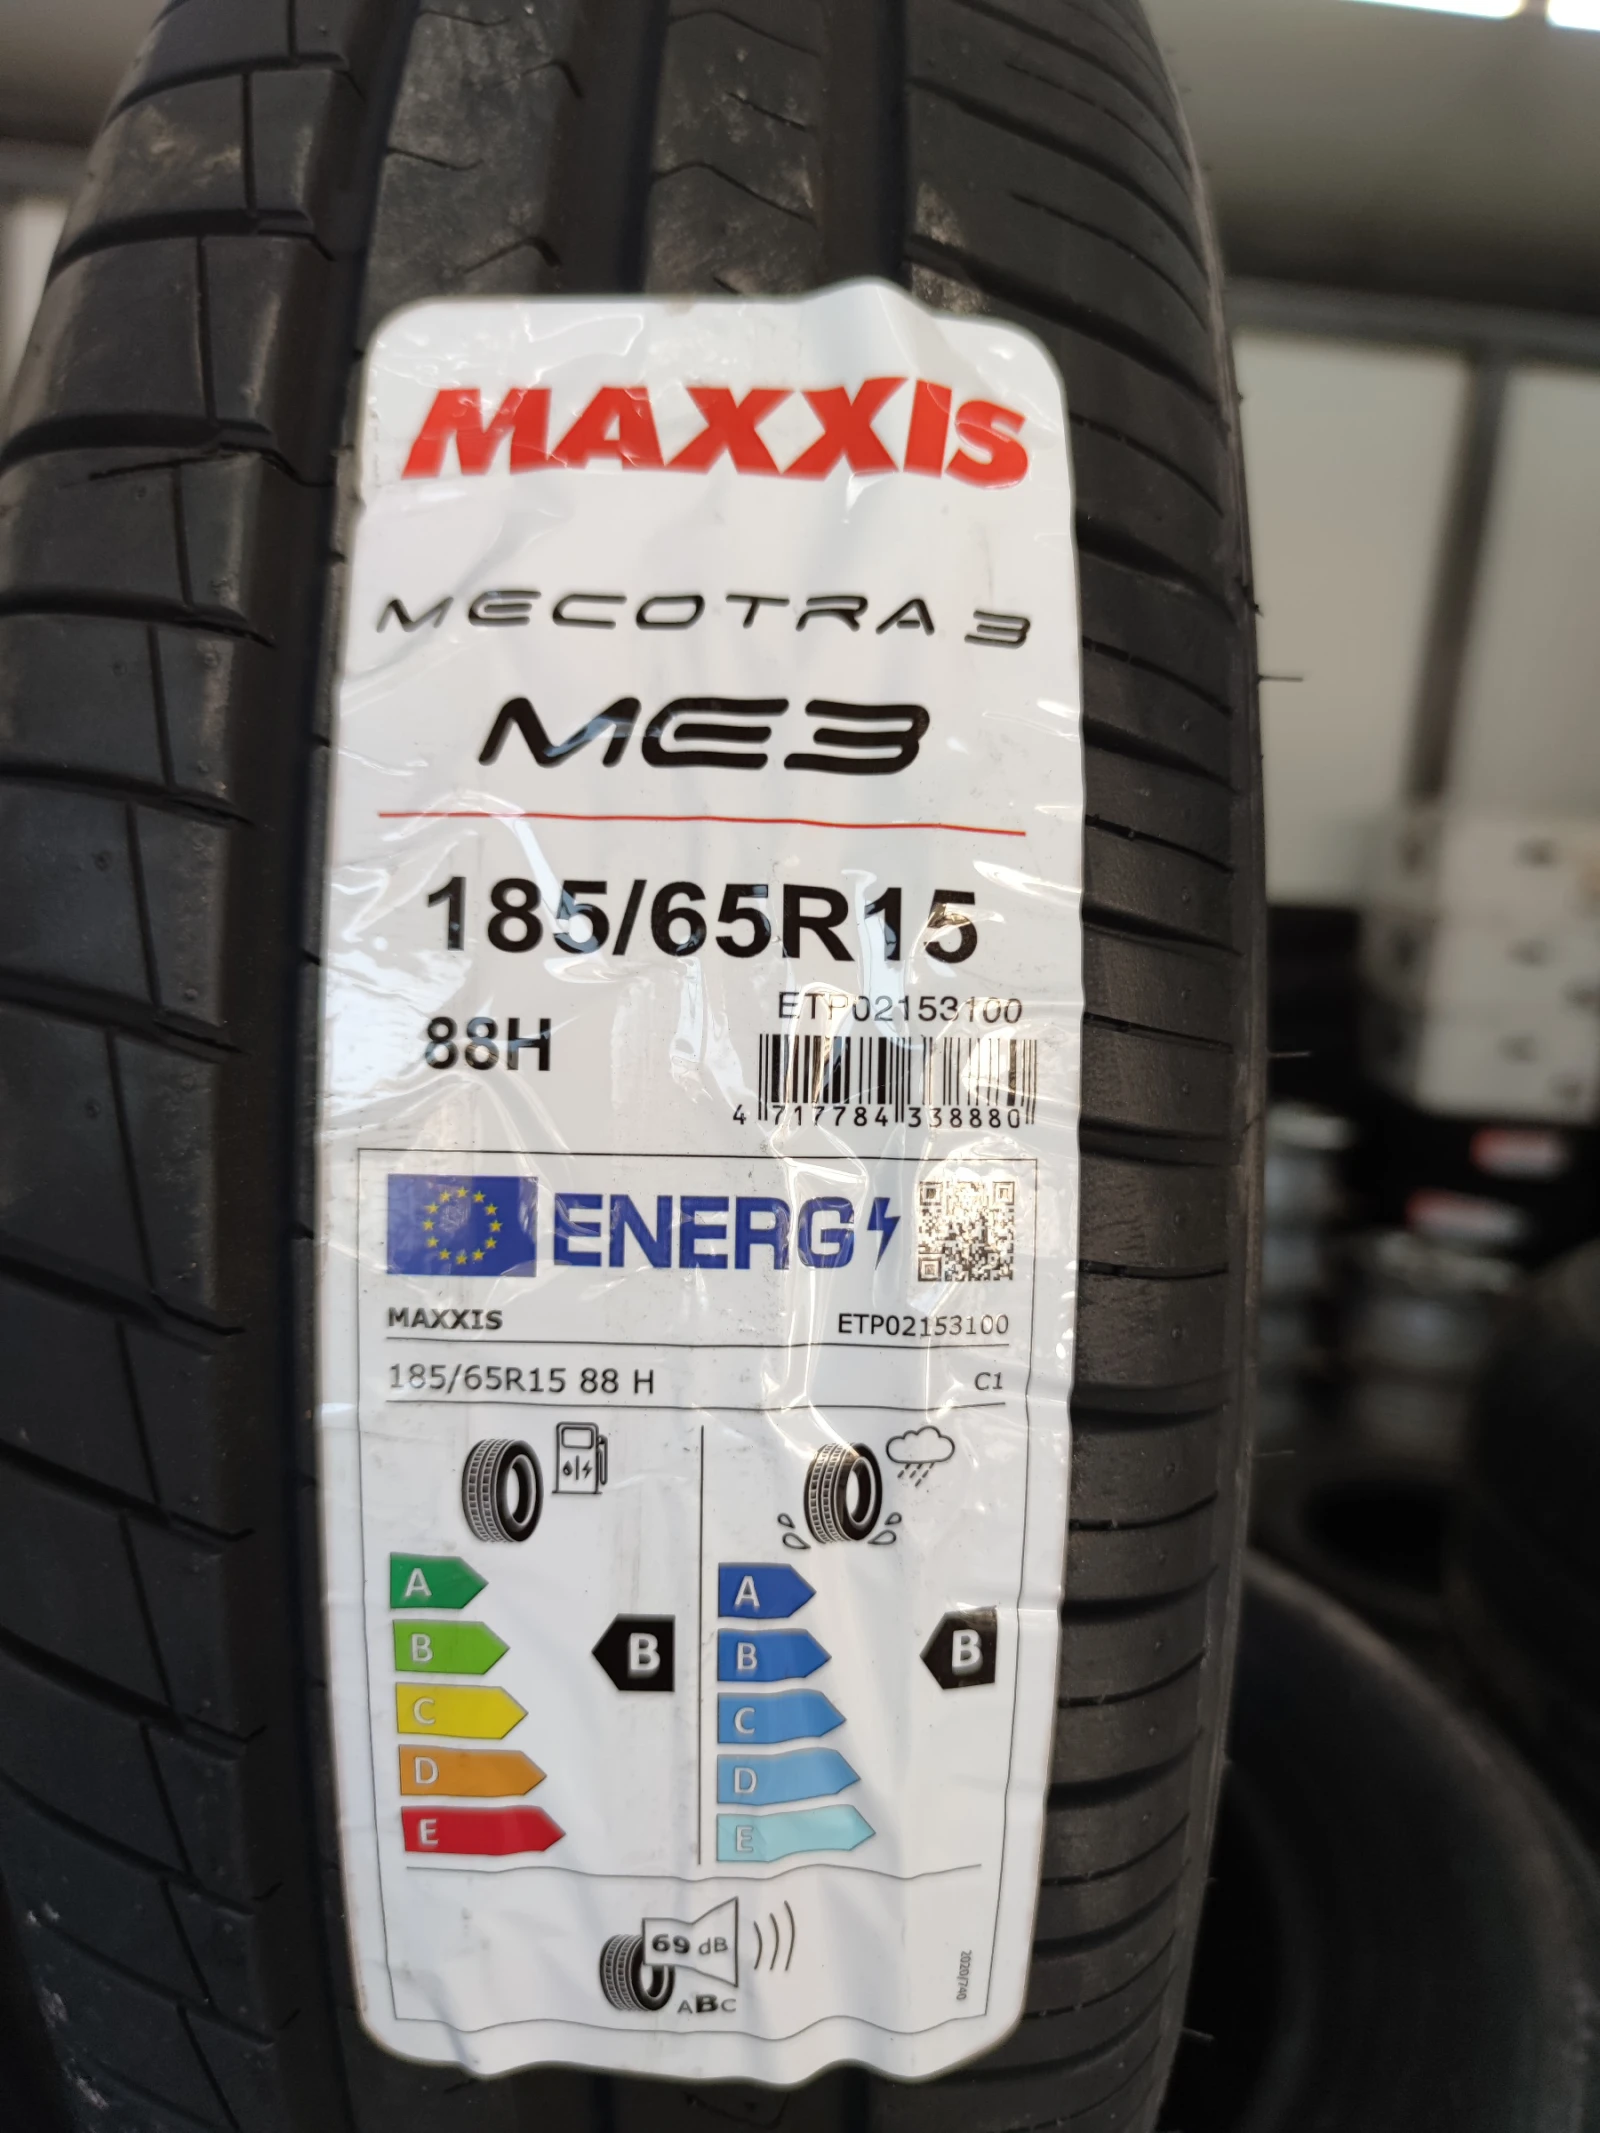 MAXXIS
MECOTRA 3
ME3
185/65R15
88H
ETP02153100
4 717784 338880
ENERG
MAXXIS
ETP02153100
185/65R15 88 H
C1
A
B
C
D
E
B
A
B
C
D
E
B
69 dB
ABC
2020/740